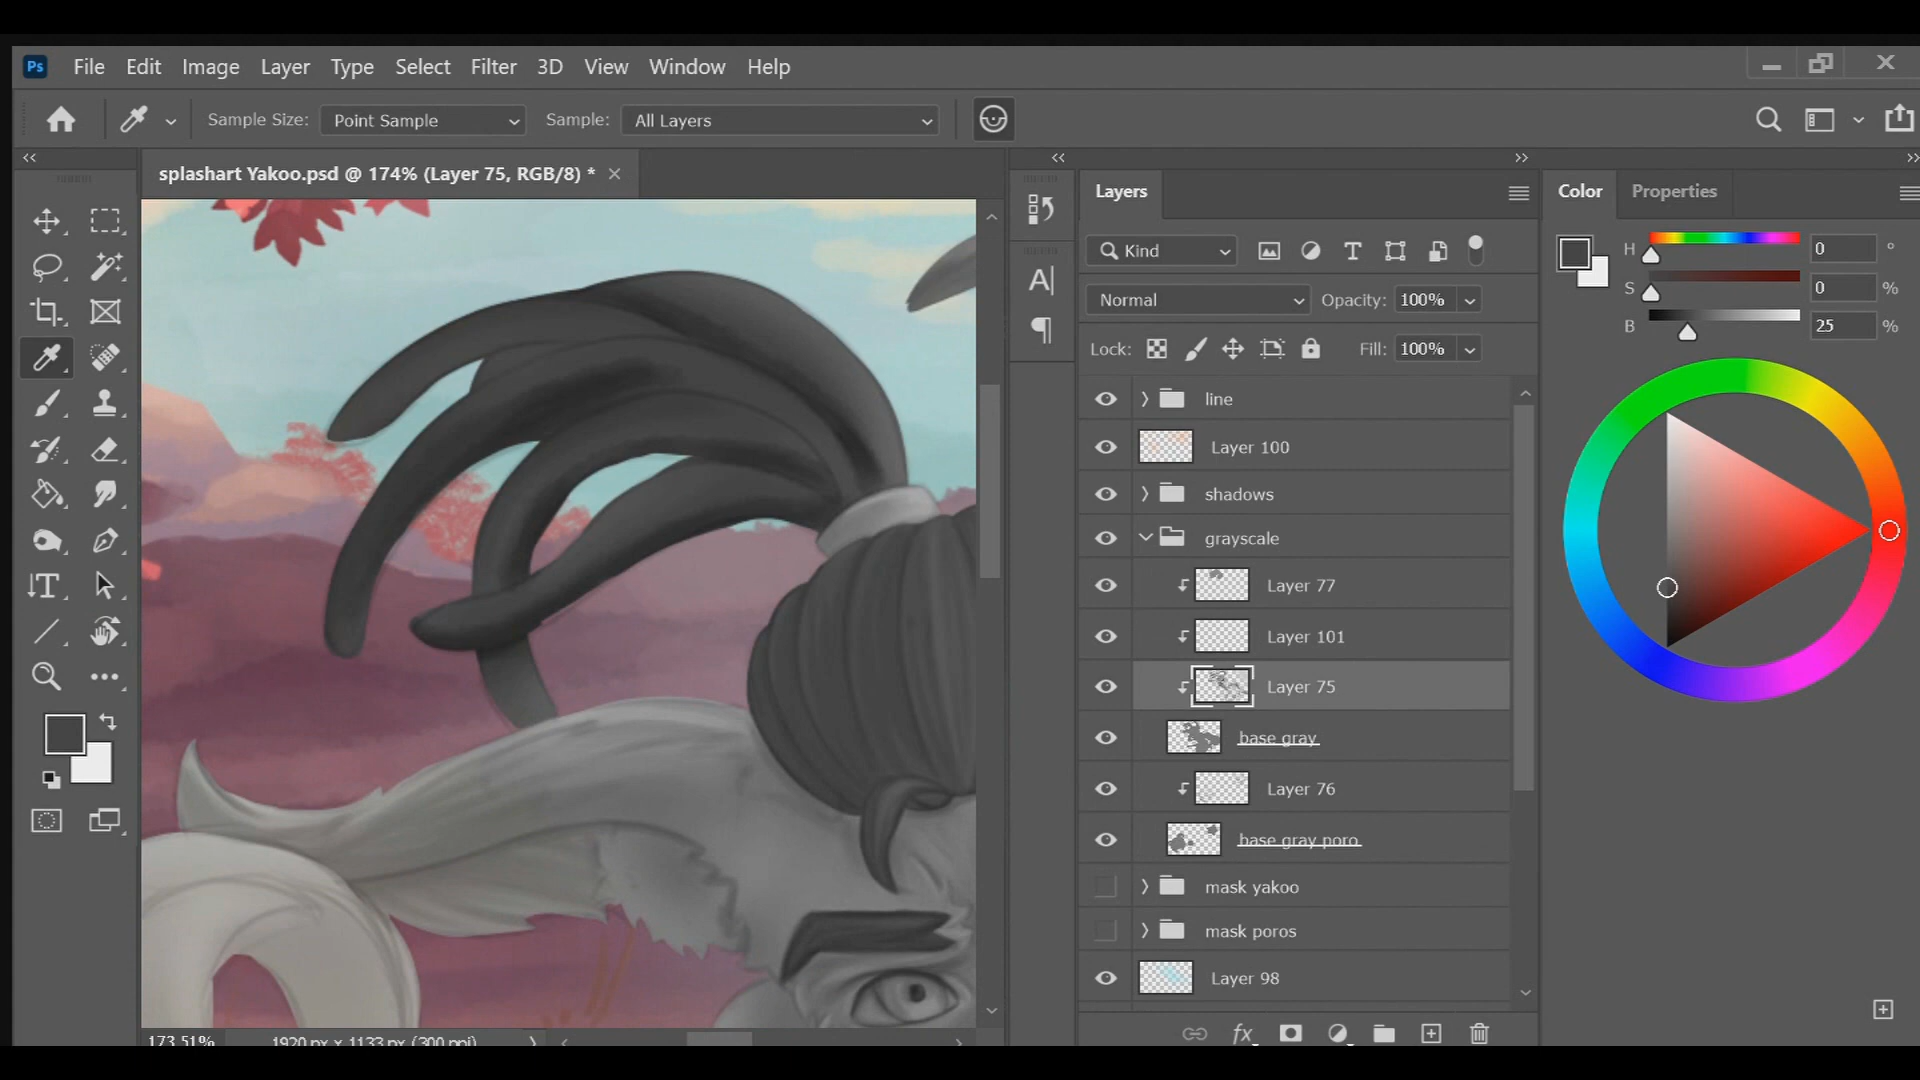 Ps File Edit Image Layer Type Select Filter 3D View Window Help
Sample Size: Point Sample Sample: All Layers
splashart Yakoo.psd @ 174% (Layer 75, RGB/8) *
Layers
Color Properties
Kind
H 0 °
Normal Opacity: 100%
S 0 %
B 25 %
Lock: Fill: 100%
line
Layer 100
shadows
grayscale
Layer 77
Layer 101
Layer 75
base gray
Layer 76
base gray poro
mask yakoo
mask poros
Layer 98
fx
173.51% 1920 px x 1133 px (300 ppi)